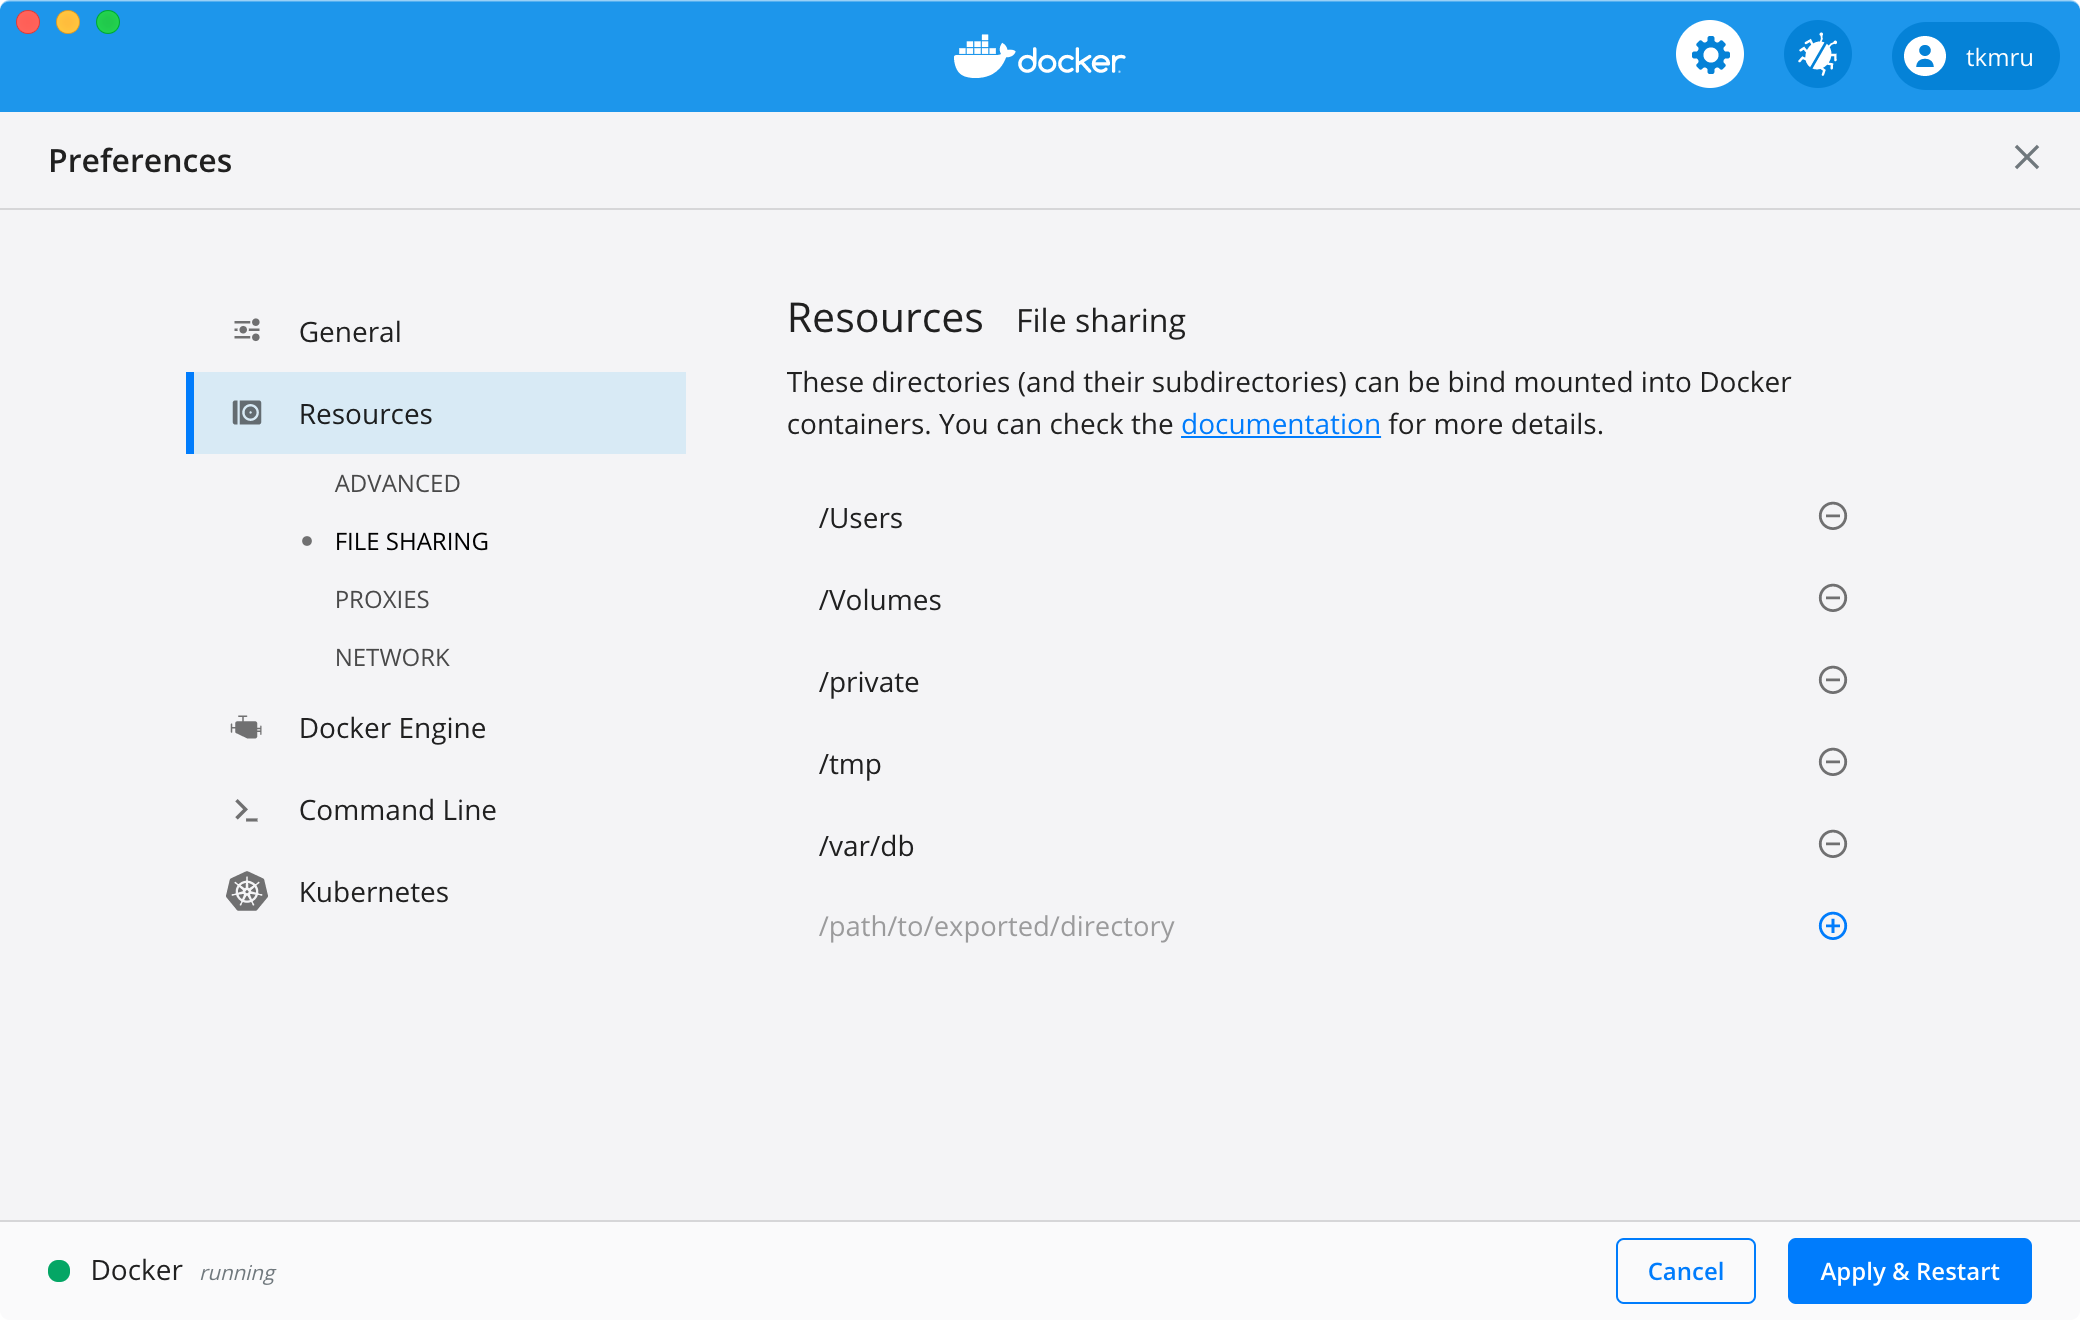 docker
tkmru
Preferences
General
Resources
ADVANCED
FILE SHARING
PROXIES
NETWORK
Docker Engine
Command Line
Kubernetes
Resources File sharing
These directories (and their subdirectories) can be bind mounted into Docker
containers. You can check the documentation for more details.
/Users
/Volumes
/private
/tmp
/var/db
/path/to/exported/directory
Docker running
Cancel
Apply & Restart